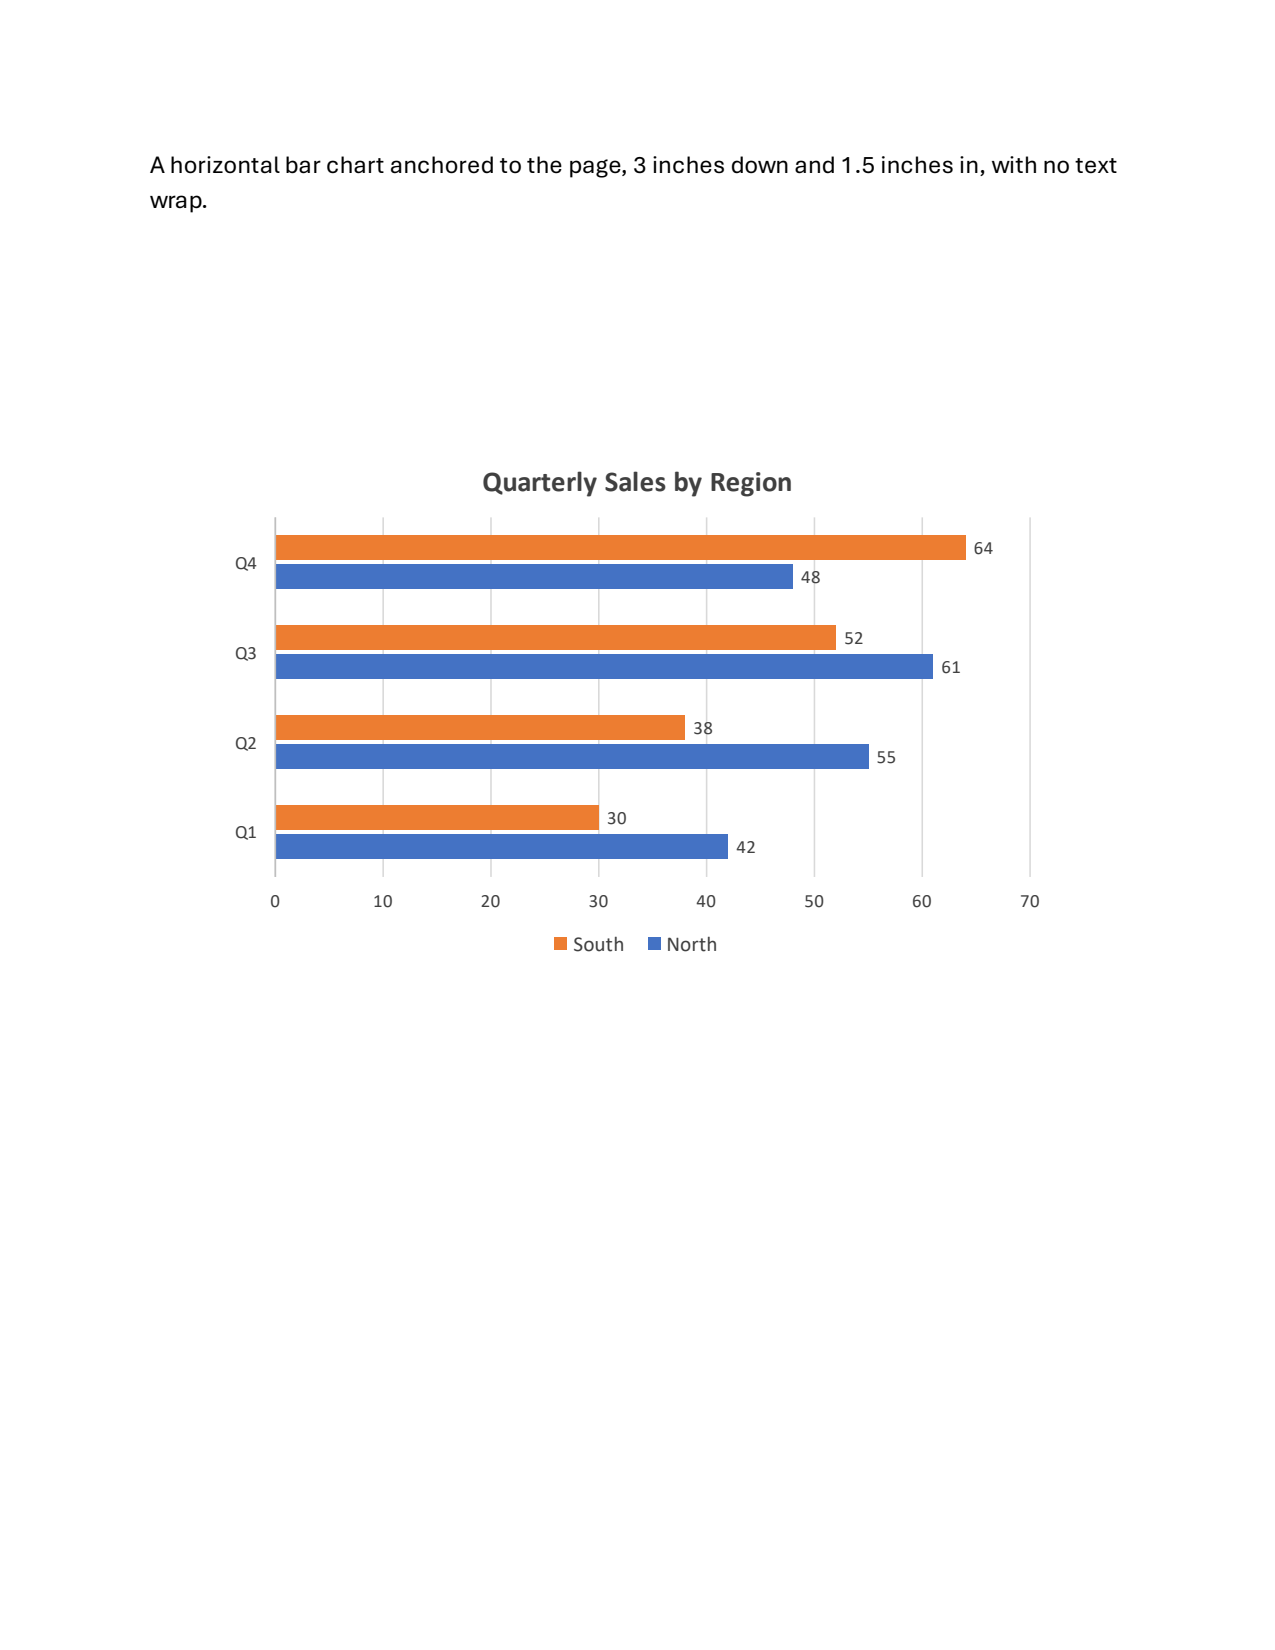 A horizontal bar chart anchored to the page, 3 inches down and 1.5 inches in, with no text
wrap.
Quarterly Sales by Region
Q4
64
48
Q3
52
61
Q2
38
55
Q1
30
42
0 10 20 30 40 50 60 70
South North